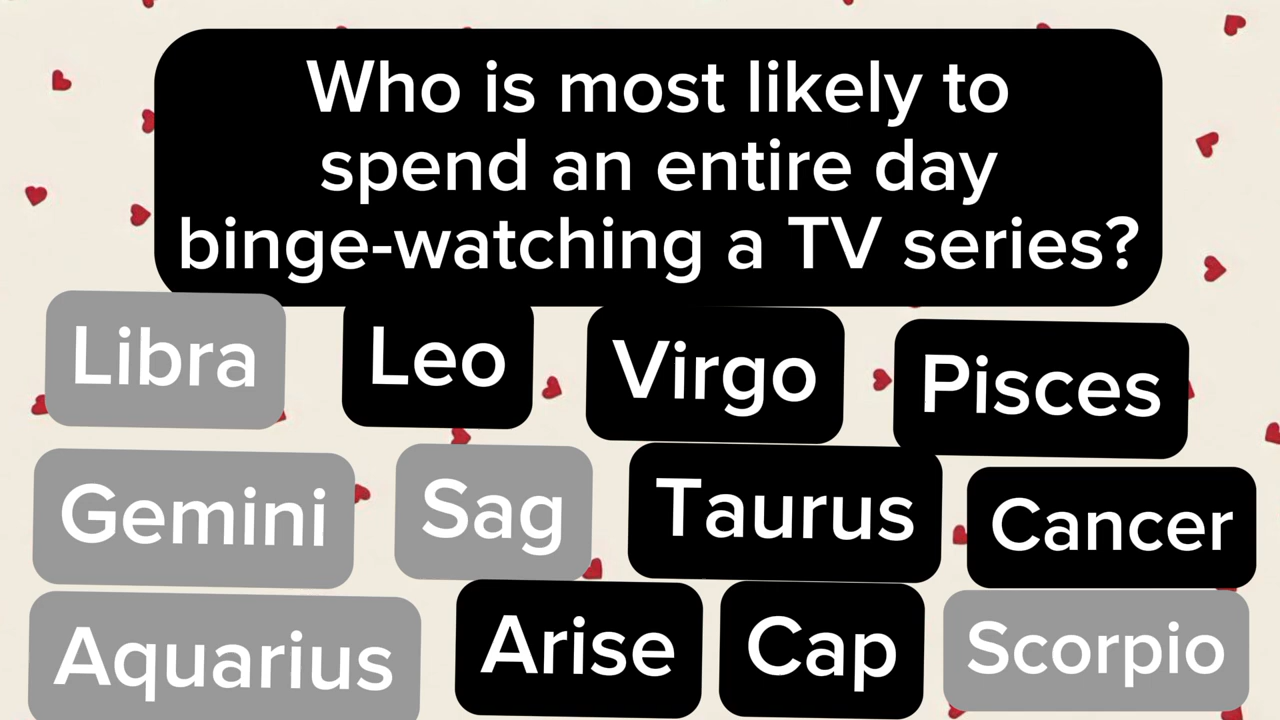 Who is most likely to
spend an entire day
binge-watching a TV series?
Libra
Leo
Virgo
Pisces
Gemini
Sag
Taurus
Cancer
Aquarius
Arise
Cap
Scorpio